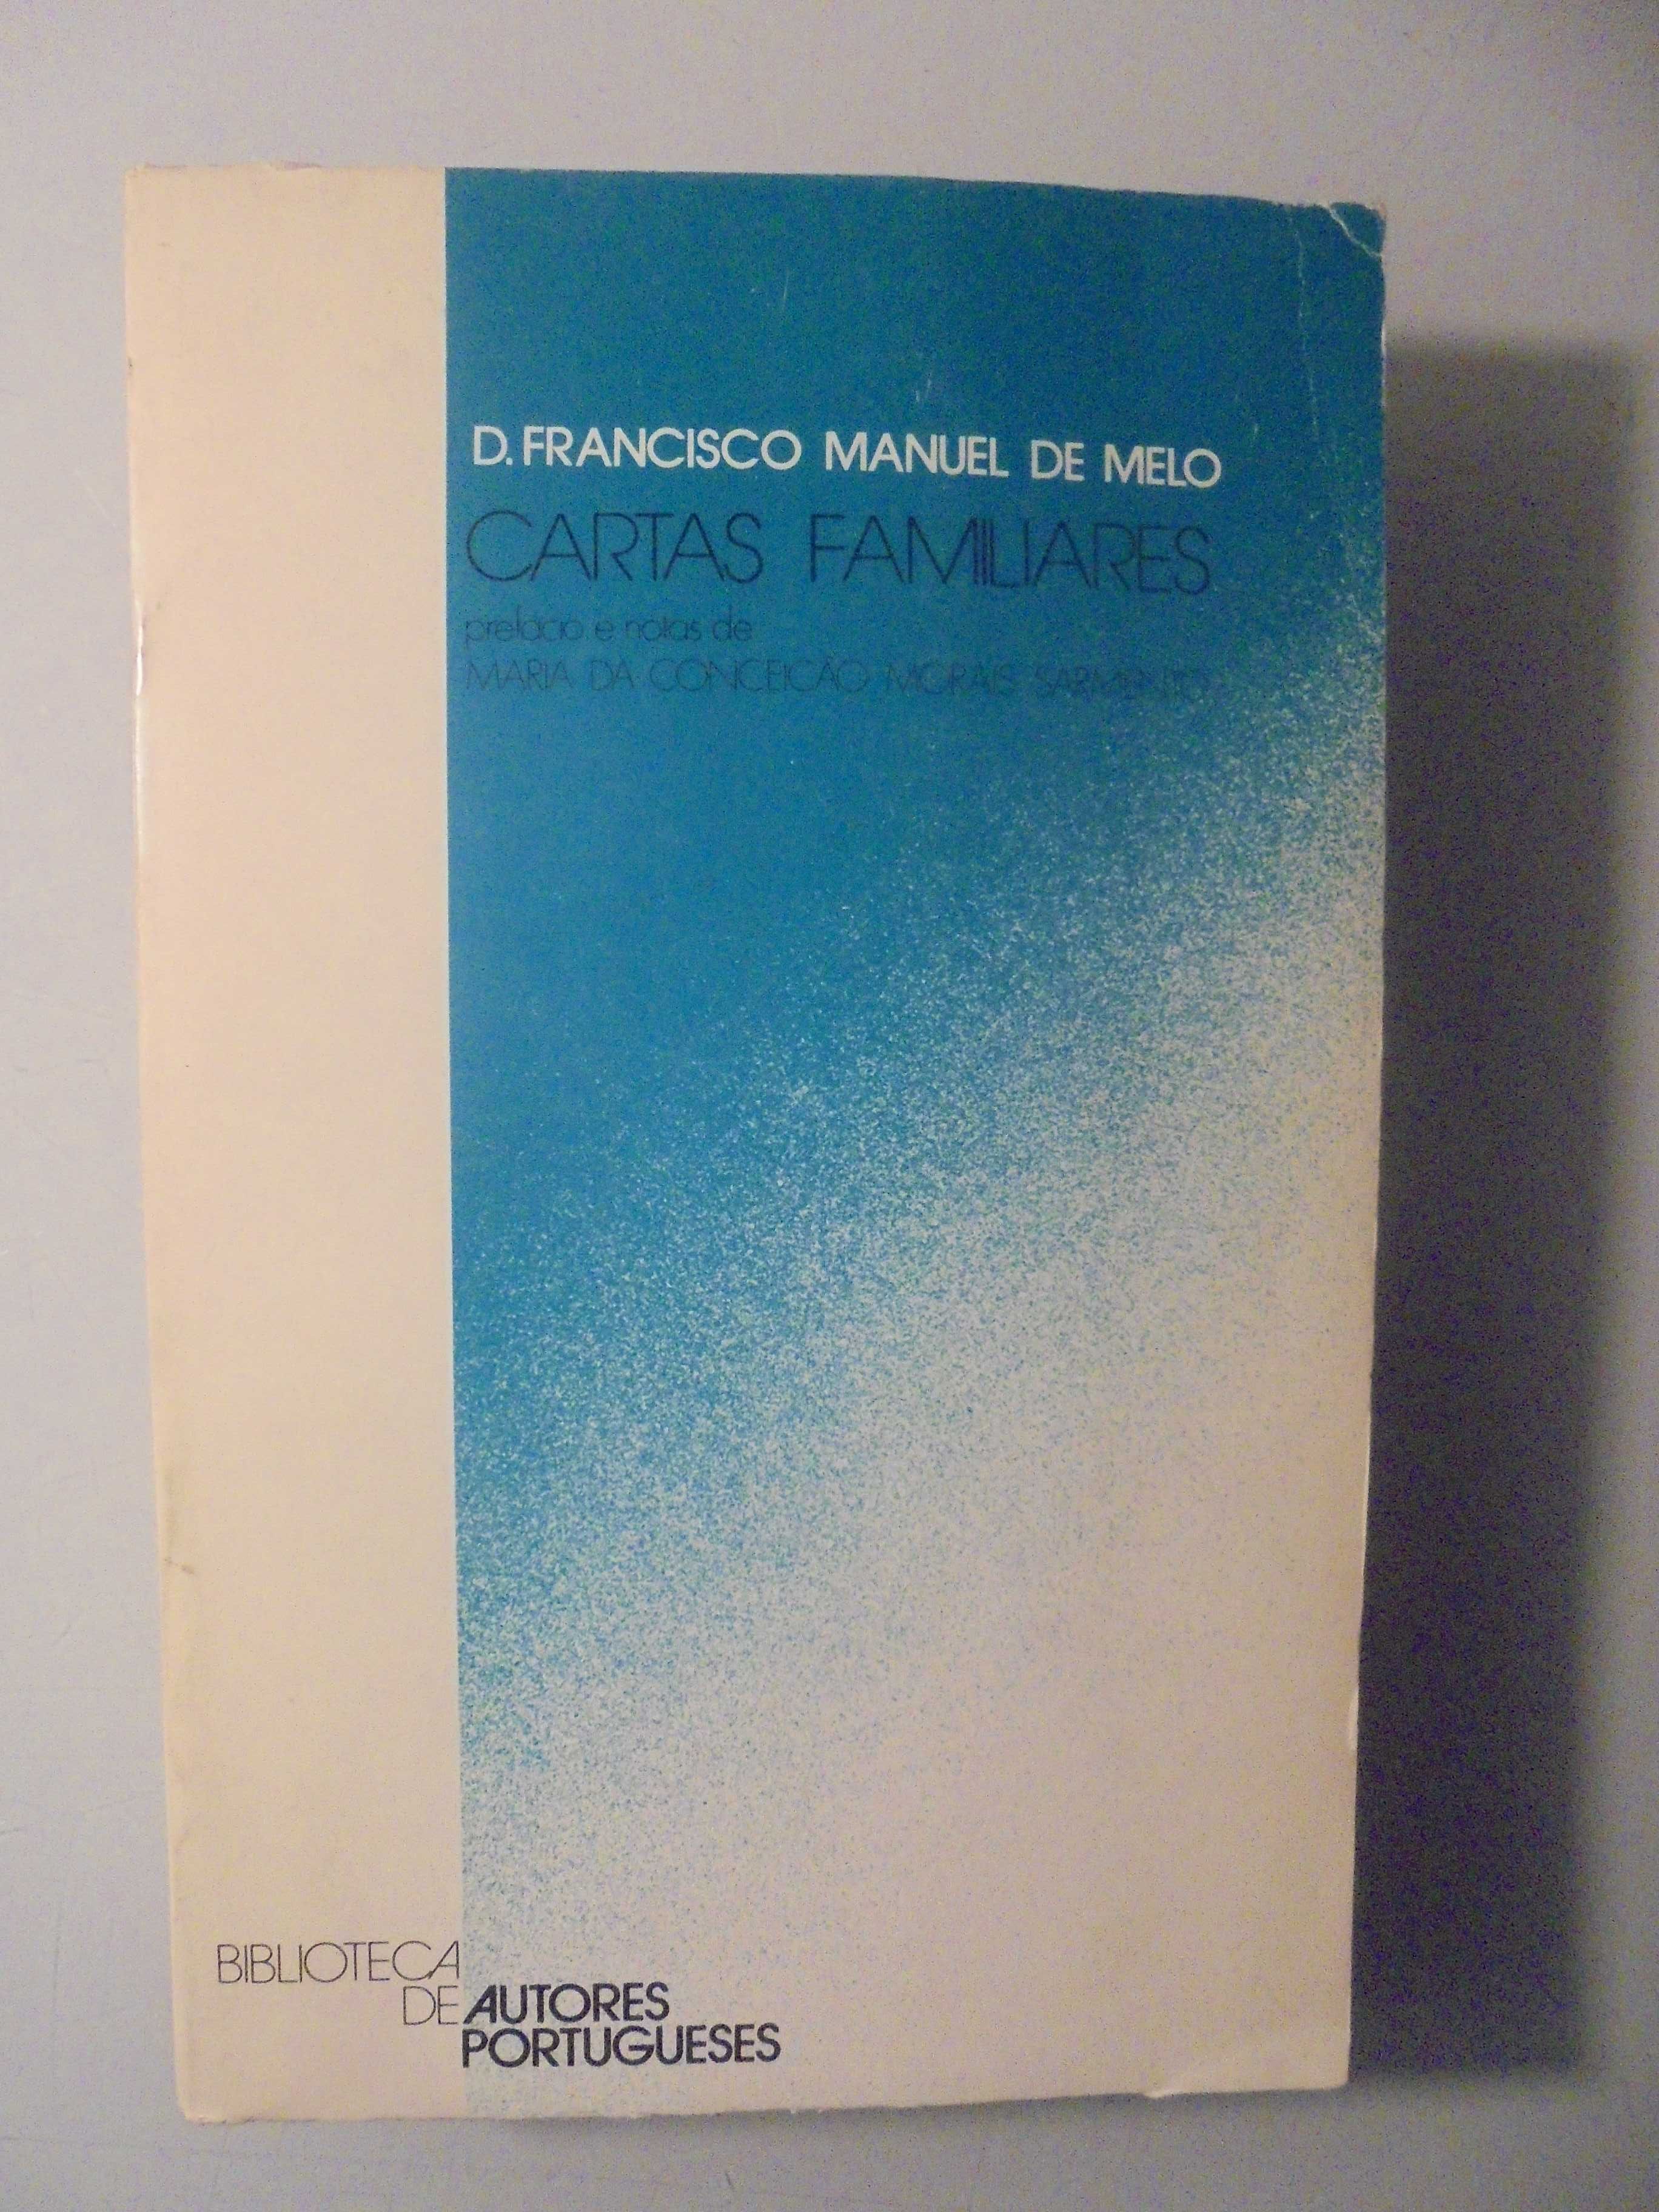 D. FRANCISCO MANUEL DE MELO
CARTAS FAMILIARES
prefácio e notas de
MARIA DA CONCEIÇÃO MORAIS SARMENTO
BIBLIOTECA
DE AUTORES
PORTUGUESES